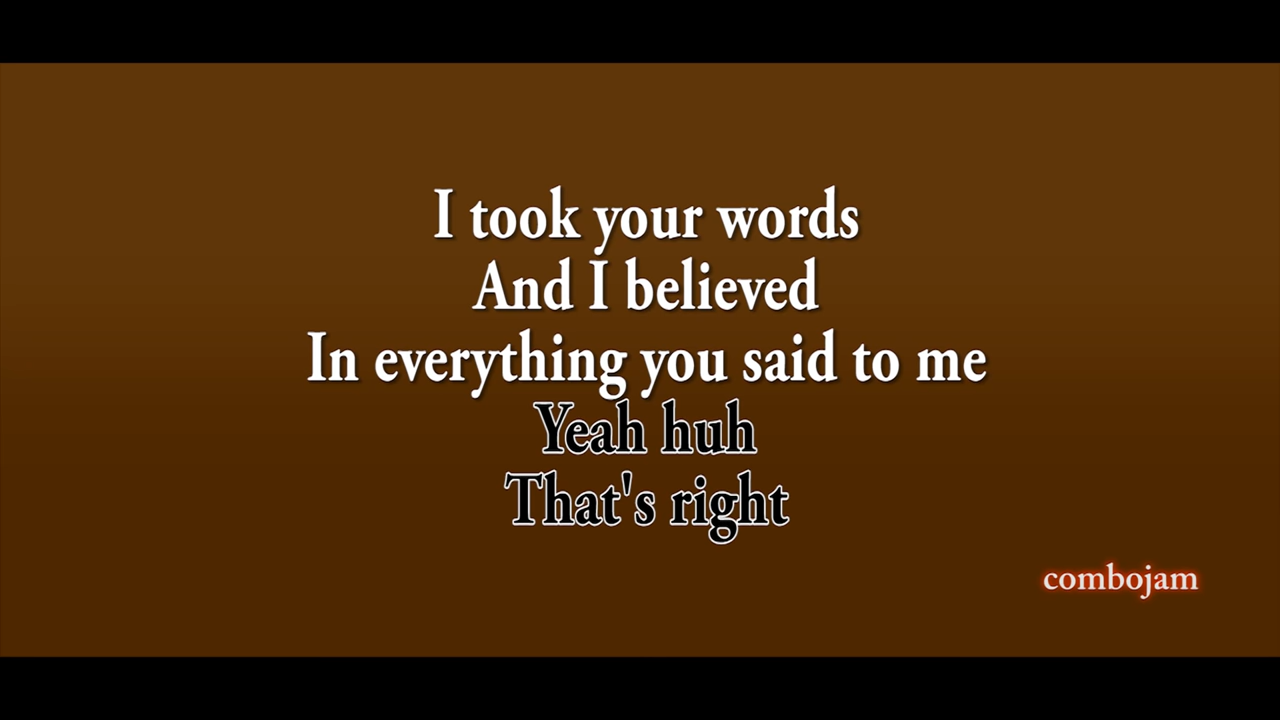 I took your words
And I believed
In everything you said to me
Yeah huh
That's right
combojam